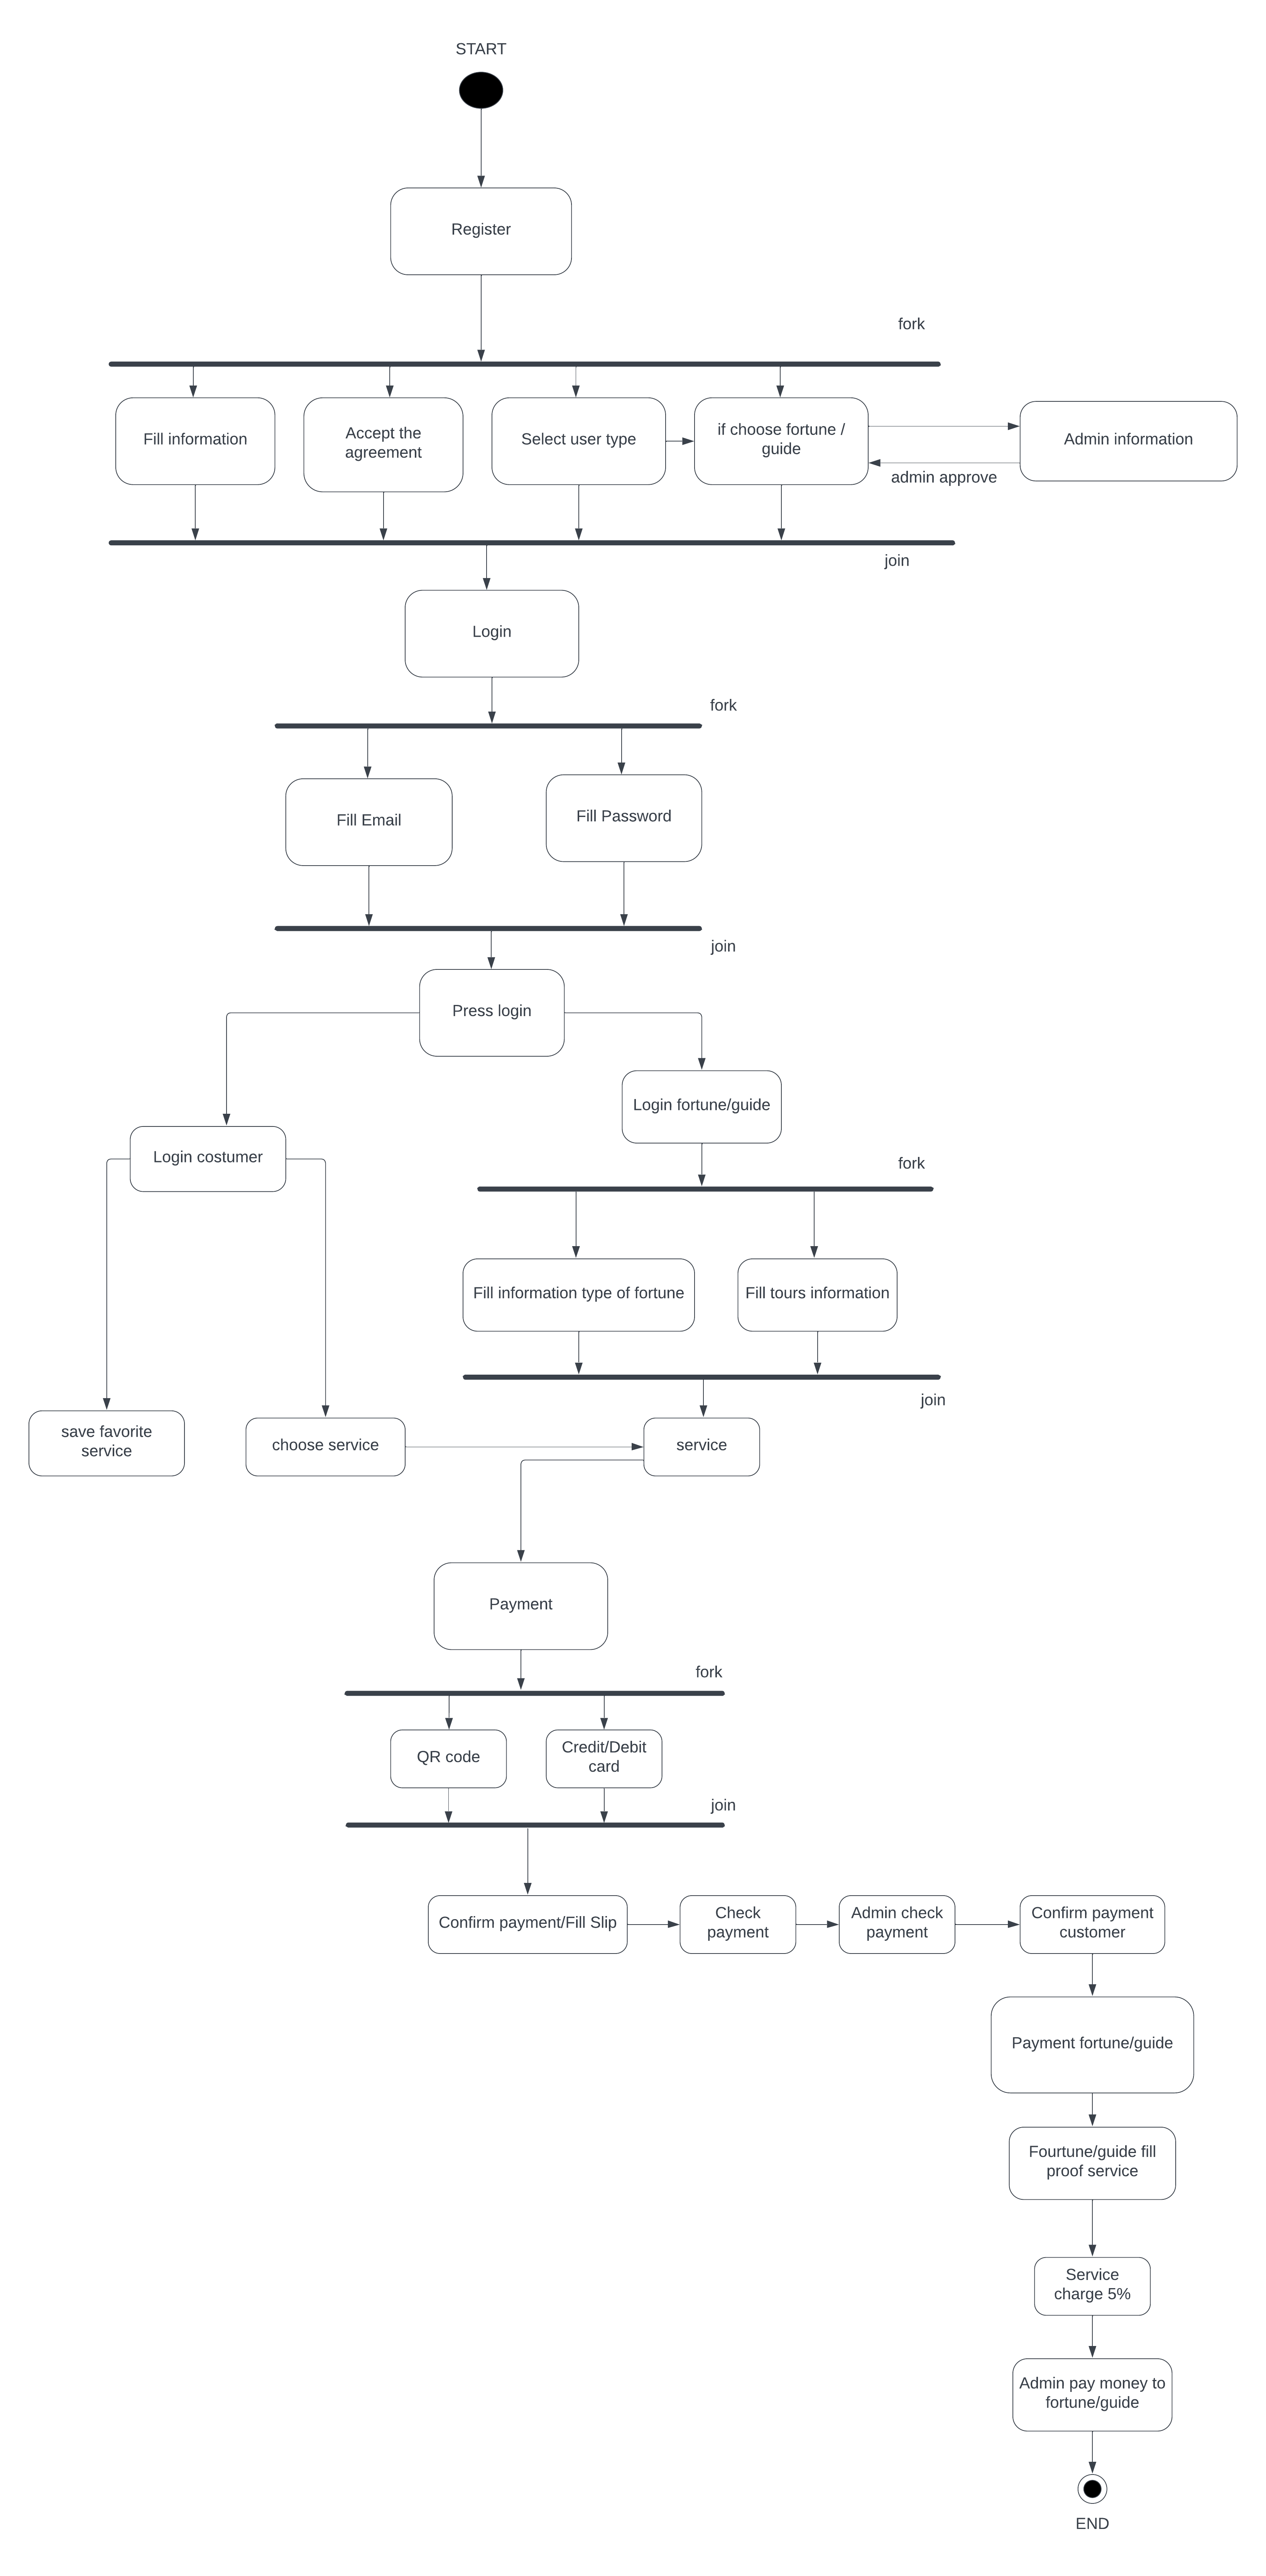 START
Register
fork
Fill information
Accept the
agreement
Select user type
if choose fortune /
guide
Admin information
admin approve
join
Login
fork
Fill Email
Fill Password
join
Press login
Login fortune/guide
Login costumer
fork
Fill information type of fortune
Fill tours information
join
save favorite
service
choose service
service
Payment
fork
QR code
Credit/Debit
card
join
Confirm payment/Fill Slip
Check
payment
Admin check
payment
Confirm payment
customer
Payment fortune/guide
Fourtune/guide fill
proof service
Service
charge 5%
Admin pay money to
fortune/guide
END